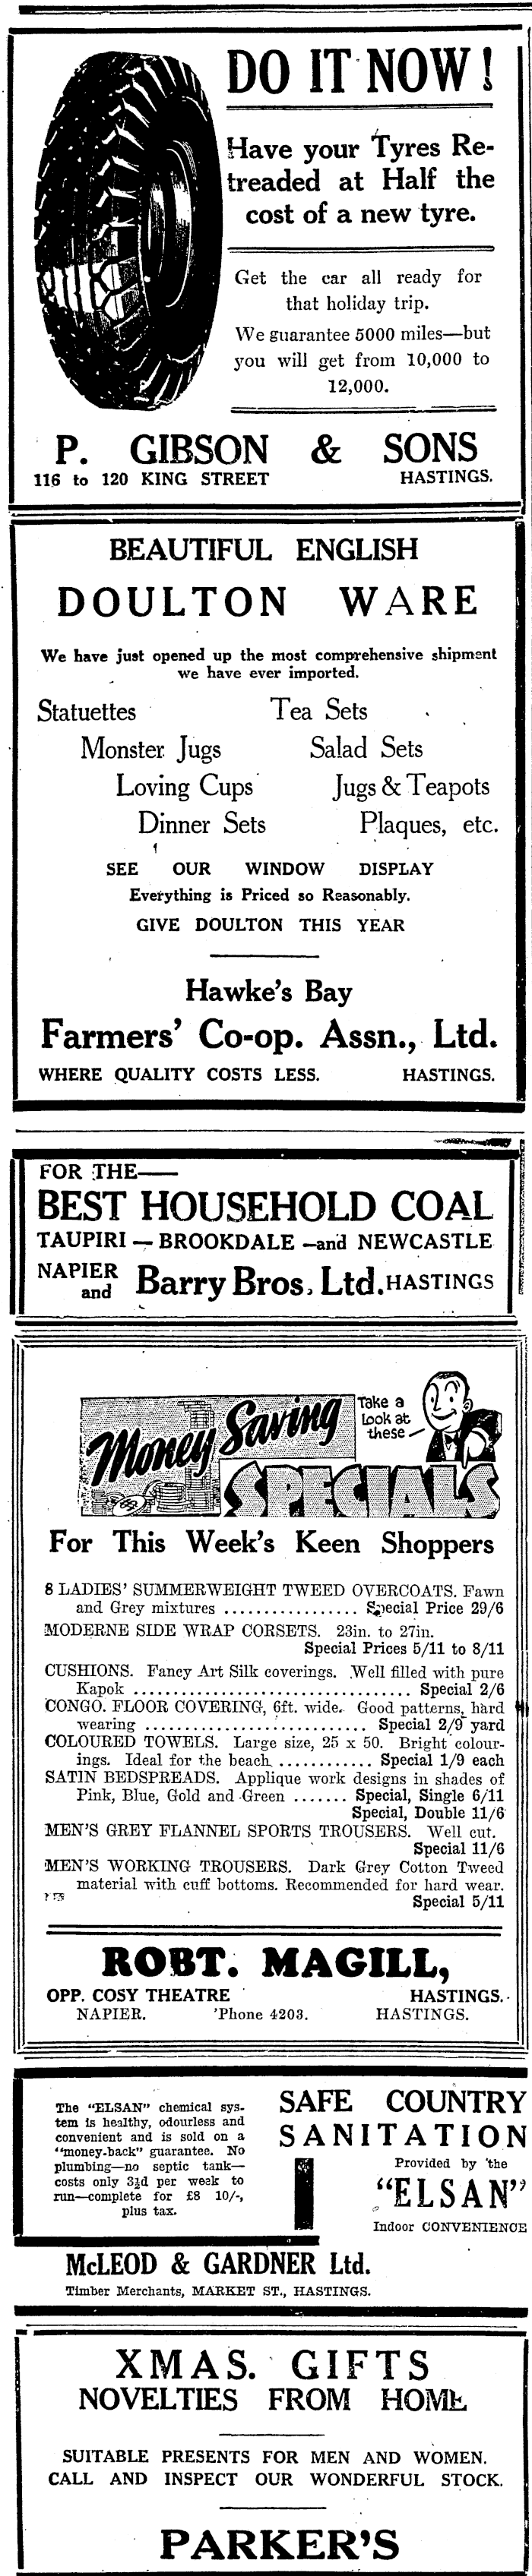 DO IT NOW!
Have your Tyres Re-
treaded at Half the
cost of a new tyre.
Get the car all ready for
that holiday trip.
We guarantee 5000 miles—but
you will get from 10,000 to
12,000.
P. GIBSON & SONS
116 to 120 KING STREET HASTINGS.
BEAUTIFUL ENGLISH
DOULTON WARE
We have just opened up the most comprehensive shipment
we have ever imported.
Statuettes Tea Sets
Monster Jugs Salad Sets
Loving Cups Jugs & Teapots
Dinner Sets Plaques, etc.
SEE OUR WINDOW DISPLAY
Everything is Priced so Reasonably.
GIVE DOULTON THIS YEAR
Hawke's Bay
Farmers' Co-op. Assn., Ltd.
WHERE QUALITY COSTS LESS. HASTINGS.
FOR THE—
BEST HOUSEHOLD COAL
TAUPIRI — BROOKDALE —and NEWCASTLE
NAPIER and Barry Bros, Ltd. HASTINGS
Money Saving
Take a
Look at
these—
SPECIALS
For This Week's Keen Shoppers
8 LADIES' SUMMERWEIGHT TWEED OVERCOATS. Fawn
and Grey mixtures ................. Special Price 29/6
MODERNE SIDE WRAP CORSETS. 23in. to 27in.
Special Prices 5/11 to 8/11
CUSHIONS. Fancy Art Silk coverings. Well filled with pure
Kapok ................................... Special 2/6
CONGO. FLOOR COVERING, 6ft. wide. Good patterns, hard
wearing ............................ Special 2/9 yard
COLOURED TOWELS. Large size, 25 x 50. Bright colour-
ings. Ideal for the beach ............ Special 1/9 each
SATIN BEDSPREADS. Applique work designs in shades of
Pink, Blue, Gold and Green ....... Special, Single 6/11
Special, Double 11/6
MEN'S GREY FLANNEL SPORTS TROUSERS. Well cut.
Special 11/6
MEN'S WORKING TROUSERS. Dark Grey Cotton Tweed
material with cuff bottoms. Recommended for hard wear.
Special 5/11
ROBT. MAGILL,
OPP. COSY THEATRE HASTINGS.
NAPIER. 'Phone 4203. HASTINGS.
The "ELSAN" chemical sys-
tem is healthy, odourless and
convenient and is sold on a
"money-back" guarantee. No
plumbing—no septic tank—
costs only 3½d per week to
run—complete for £8 10/-,
plus tax.
SAFE COUNTRY
SANITATION
Provided by the
"ELSAN"
Indoor CONVENIENCE
McLEOD & GARDNER Ltd.
Timber Merchants, MARKET ST., HASTINGS.
XMAS. GIFTS
NOVELTIES FROM HOME
SUITABLE PRESENTS FOR MEN AND WOMEN.
CALL AND INSPECT OUR WONDERFUL STOCK.
PARKER'S